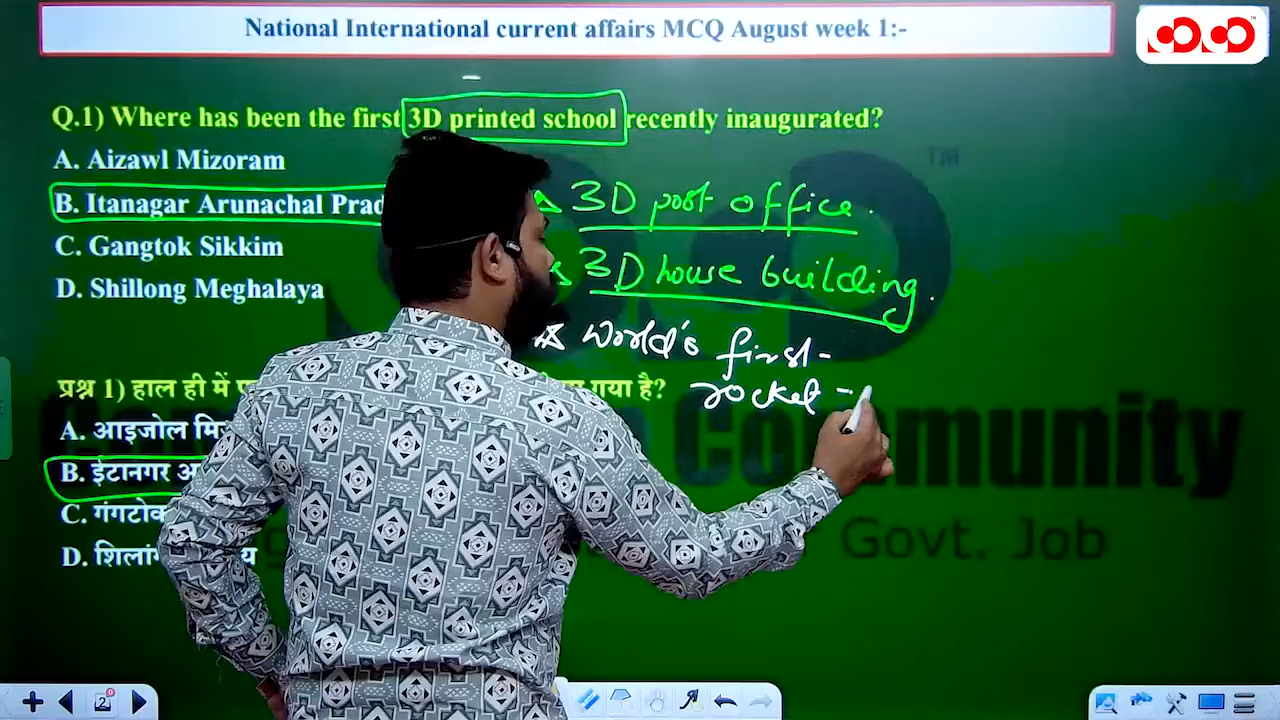 National International current affairs MCQ August week 1:-
Q.1) Where has been the first 3D printed school recently inaugurated?
A. Aizawl Mizoram
B. Itanagar Arunachal
C. Gangtok Sikkim
D. Shillong Meghalaya
3D post office.
3D house building.
World's first-
rocket -
प्रश्न 1) हाल ही में गया है?
A. आइजोल
B. ईटानगर
C.
D.
Community
Govt. Job
TM
2